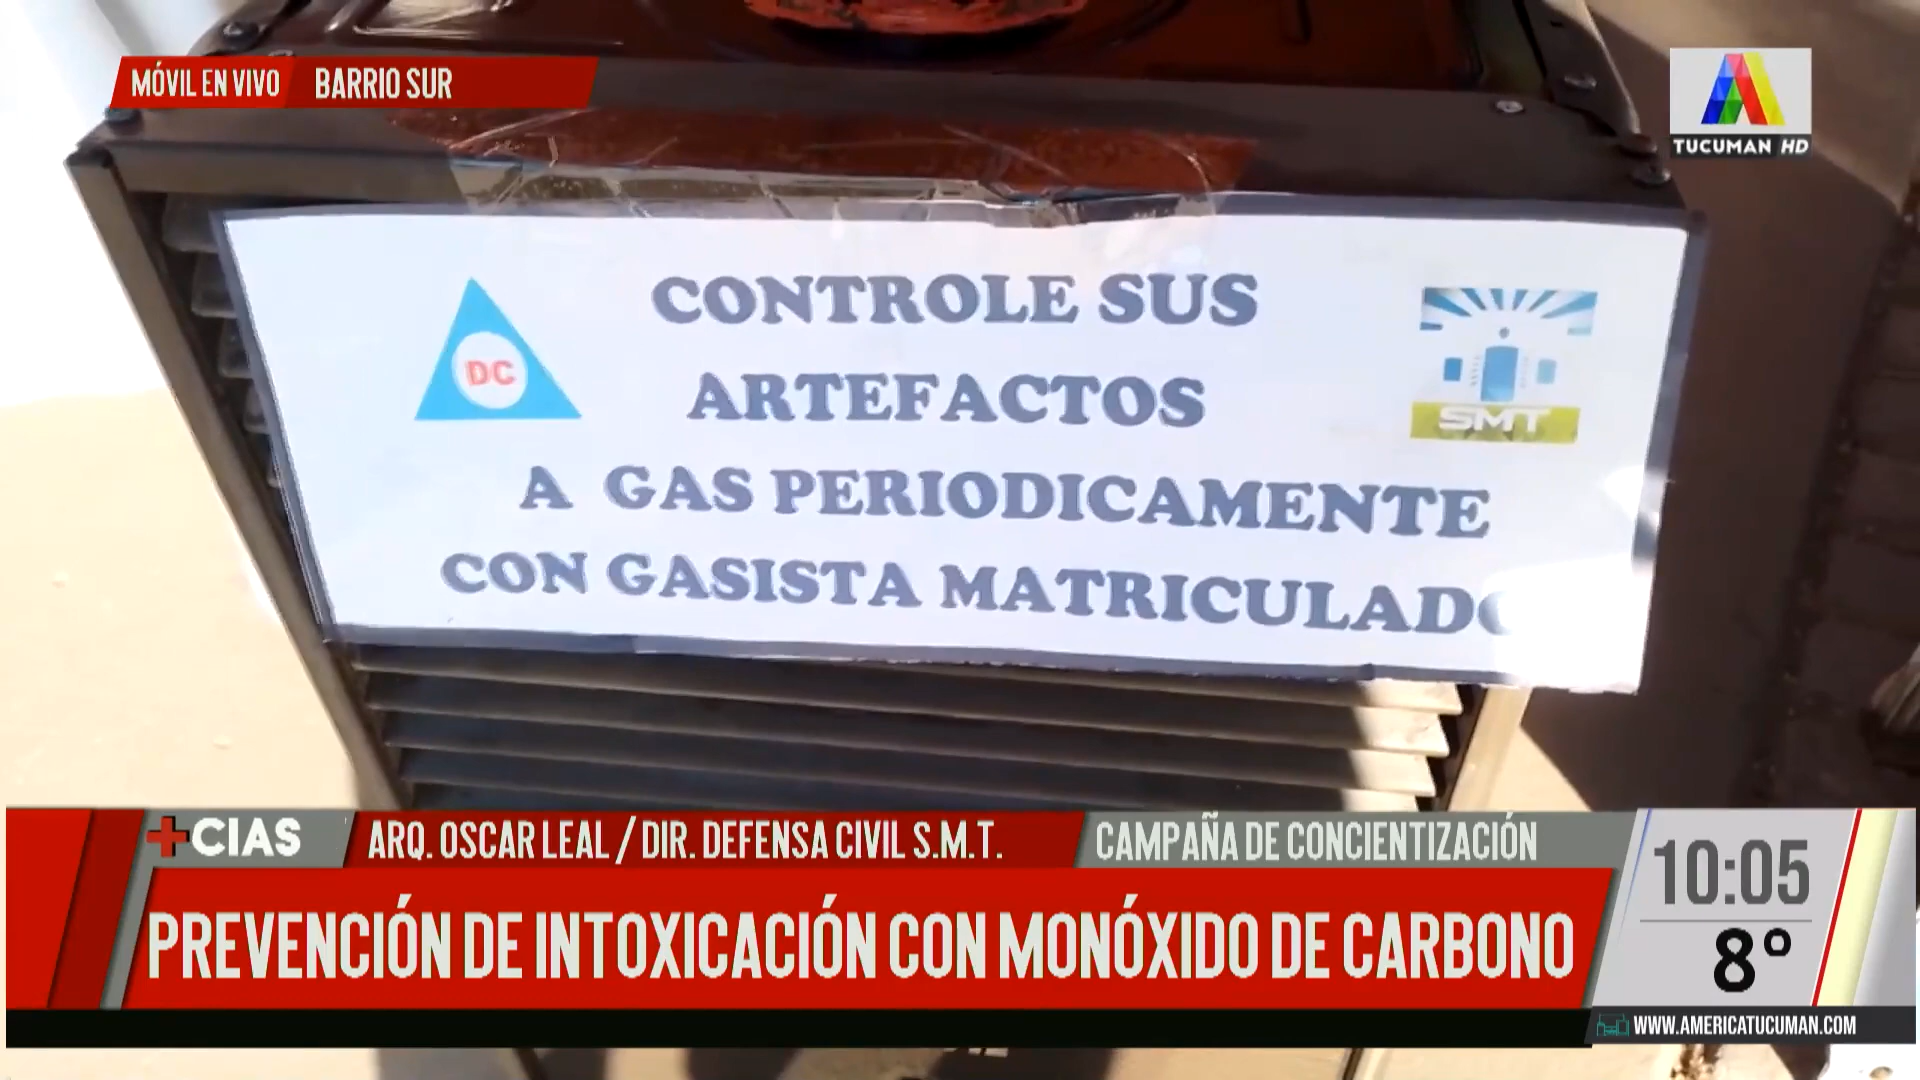 MÓVIL EN VIVO BARRIO SUR
TUCUMAN HD
CONTROLE SUS
DC
ARTEFACTOS
SMT
A GAS PERIODICAMENTE
CON GASISTA MATRICULADO
+CIAS ARQ. OSCAR LEAL / DIR. DEFENSA CIVIL S.M.T. CAMPAÑA DE CONCIENTIZACIÓN
10:05
PREVENCIÓN DE INTOXICACIÓN CON MONÓXIDO DE CARBONO
8°
WWW.AMERICATUCUMAN.COM